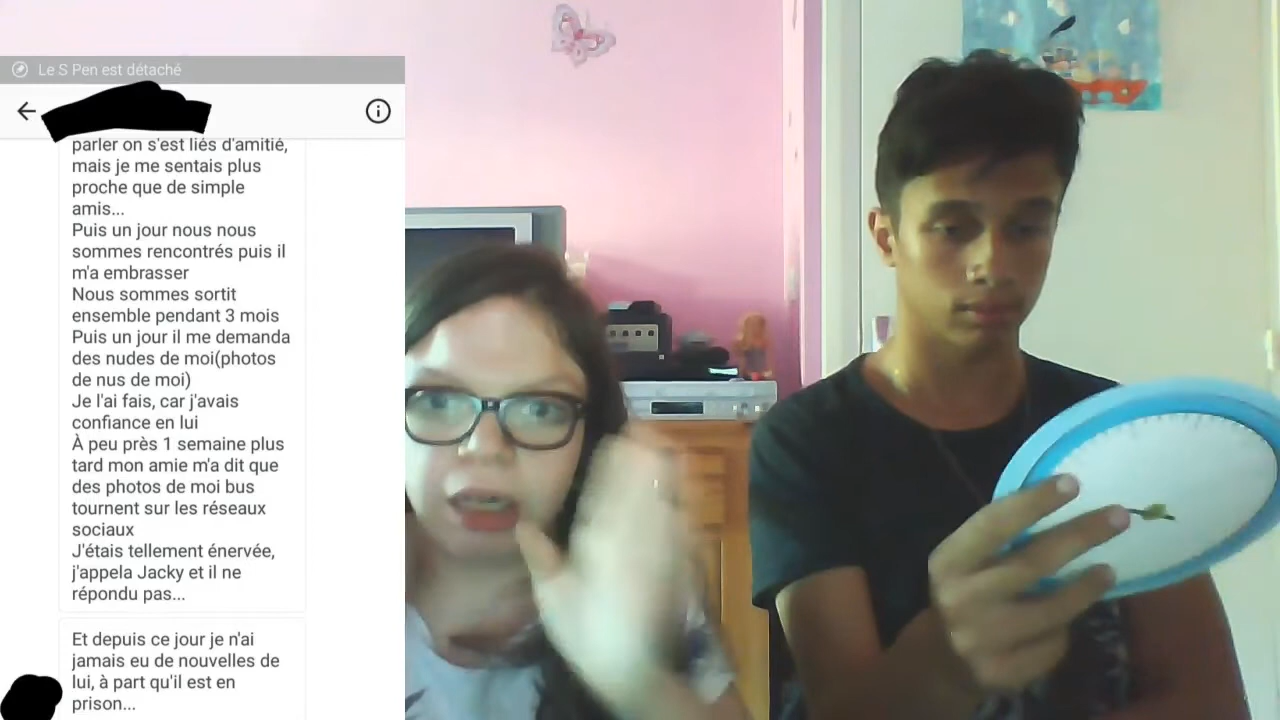 Le S Pen est détaché
parler on s'est liés d'amitié,
mais je me sentais plus
proche que de simple
amis...
Puis un jour nous nous
sommes rencontrés puis il
m'a embrasser
Nous sommes sortit
ensemble pendant 3 mois
Puis un jour il me demanda
des nudes de moi(photos
de nus de moi)
Je l'ai fais, car j'avais
confiance en lui
À peu près 1 semaine plus
tard mon amie m'a dit que
des photos de moi bus
tournent sur les réseaux
sociaux
J'étais tellement énervée,
j'appela Jacky et il ne
répondu pas...
Et depuis ce jour je n'ai
jamais eu de nouvelles de
lui, à part qu'il est en
prison...